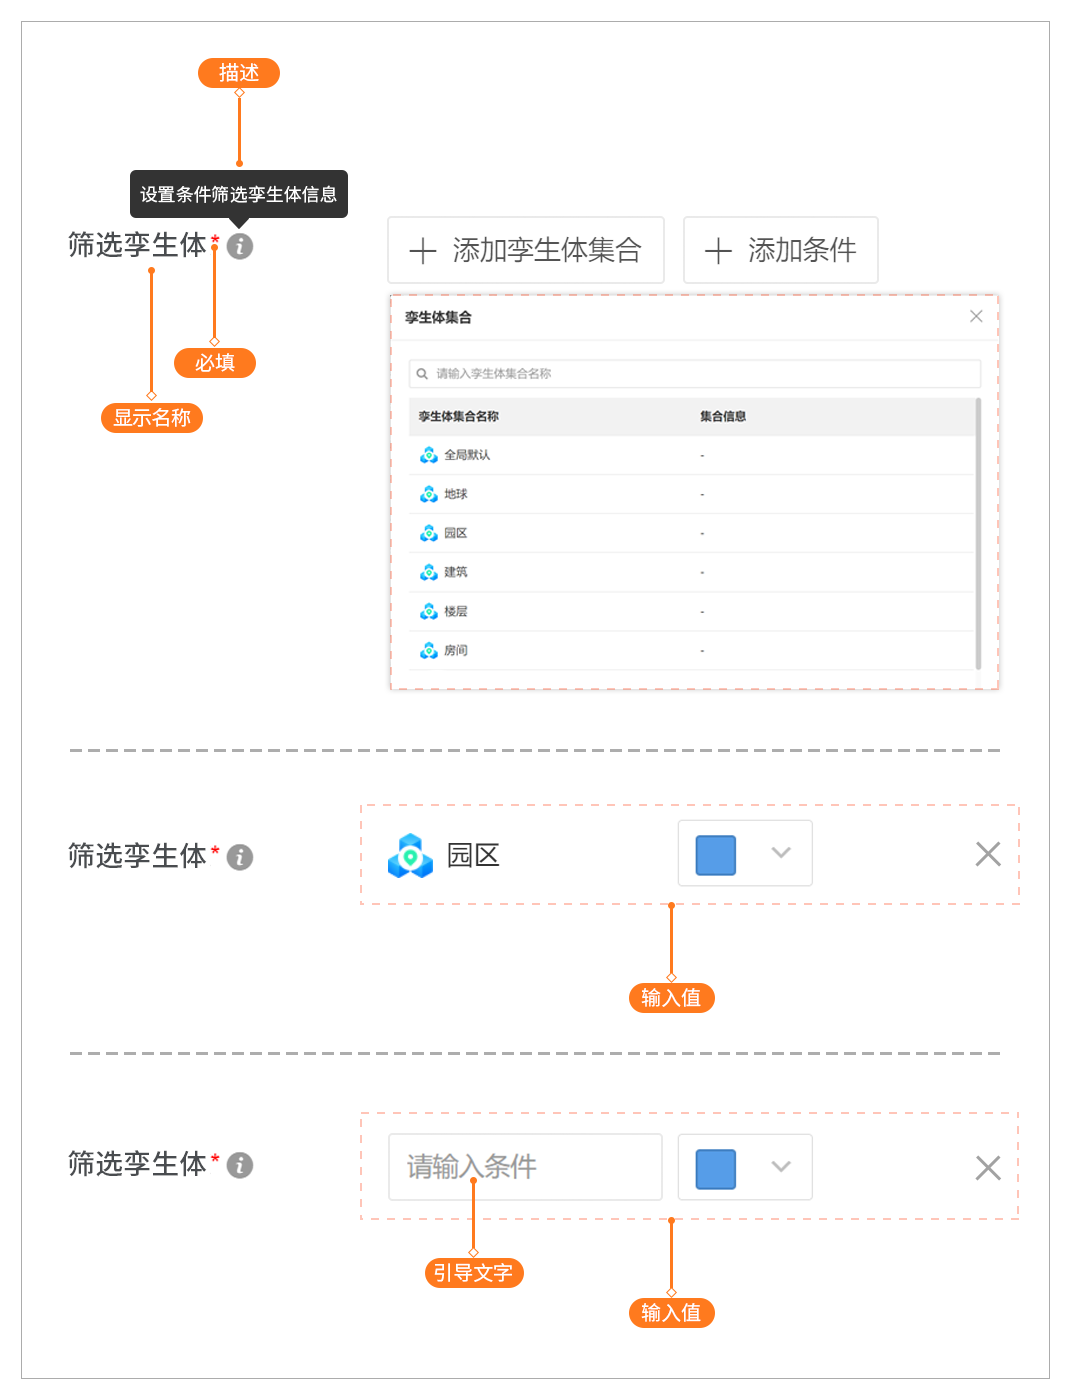 描述
设置条件筛选孪生体信息
筛选孪生体*
添加孪生体集合
添加条件
必填
显示名称
孪生体集合
请输入孪生体集合名称
孪生体集合名称 集合信息
全局默认 -
地球 -
园区 -
建筑 -
楼层 -
房间 -
筛选孪生体*
园区
输入值
筛选孪生体*
请输入条件
引导文字
输入值